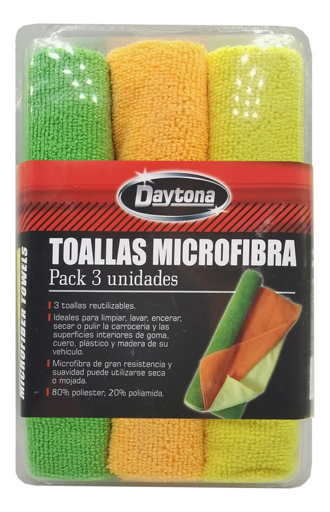 Daytona
TOALLAS MICROFIBRA
Pack 3 unidades
3 toallas reutilizables.
Ideales para limpiar, lavar, encerar,
secar o pulir la carrocería y las
superficies interiores de goma,
cuero, plástico y madera de su
vehículo.
Microfibra de gran resistencia y
suavidad puede utilizarse seca
o mojada.
80% poliester, 20% poliamida.
MICROFIBER TOWELS